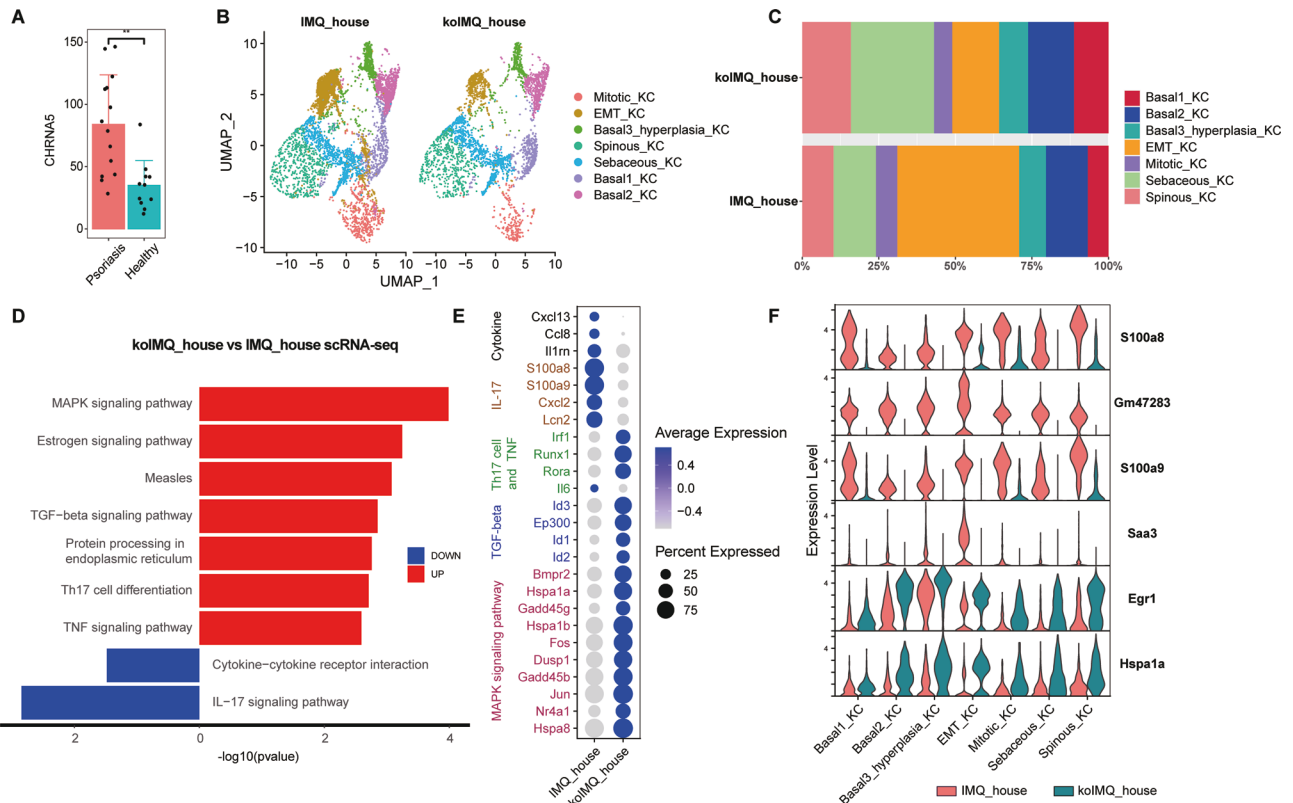 A
**
150
100
50
0
CHRNA5
Psoriasis
Healthy
B
IMQ_house
koIMQ_house
10
5
0
−5
−10
UMAP_2
−10
−5
0
5
10
−10
−5
0
5
10
UMAP_1
Mitotic_KC
EMT_KC
Basal3_hyperplasia_KC
Spinous_KC
Sebaceous_KC
Basal1_KC
Basal2_KC
C
koIMQ_house
IMQ_house
0%
25%
50%
75%
100%
Basal1_KC
Basal2_KC
Basal3_hyperplasia_KC
EMT_KC
Mitotic_KC
Sebaceous_KC
Spinous_KC
D
koIMQ_house vs IMQ_house scRNA-seq
MAPK signaling pathway
Estrogen signaling pathway
Measles
TGF−beta signaling pathway
Protein processing in
endoplasmic reticulum
Th17 cell differentiation
TNF signaling pathway
Cytokine−cytokine receptor interaction
IL−17 signaling pathway
DOWN
UP
2
0
2
4
-log10(pvalue)
E
Cytokine
IL-17
Th17 cell
and TNF
TGF-beta
MAPK signaling pathway
Cxcl13
Ccl8
Il1rn
S100a8
S100a9
Cxcl2
Lcn2
Irf1
Runx1
Rora
Il6
Id3
Ep300
Id1
Id2
Bmpr2
Hspa1a
Gadd45g
Hspa1b
Fos
Dusp1
Gadd45b
Jun
Nr4a1
Hspa8
IMQ_house
koIMQ_house
Average Expression
0.4
0.0
−0.4
Percent Expressed
25
50
75
F
Expression Level
4
S100a8
4
Gm47283
4
S100a9
4
Saa3
4
Egr1
4
Hspa1a
Basal1_KC
Basal2_KC
Basal3_hyperplasia_KC
EMT_KC
Mitotic_KC
Sebaceous_KC
Spinous_KC
IMQ_house
koIMQ_house